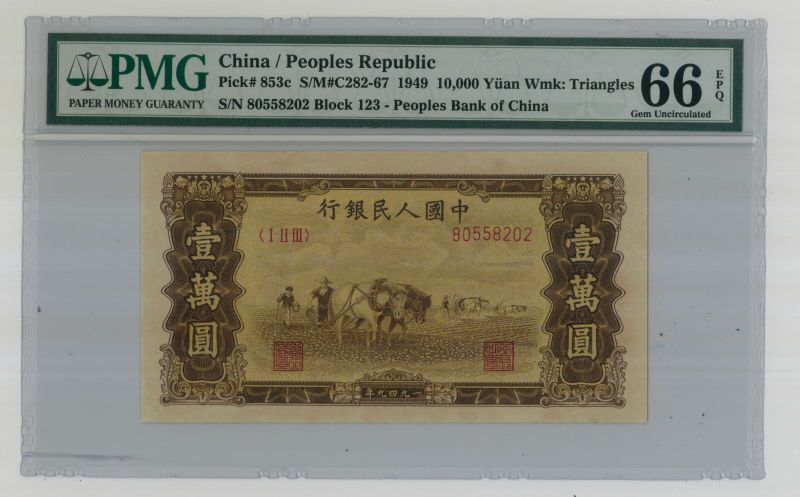 PMG
PAPER MONEY GUARANTY
China / Peoples Republic
Pick# 853c S/M#C282-67 1949 10,000 Yüan Wmk: Triangles
S/N 80558202 Block 123 - Peoples Bank of China
66
EPQ
Gem Uncirculated
行銀民人國中
〈I II III〉 80558202
壹萬圓
壹萬圓
年九四九一